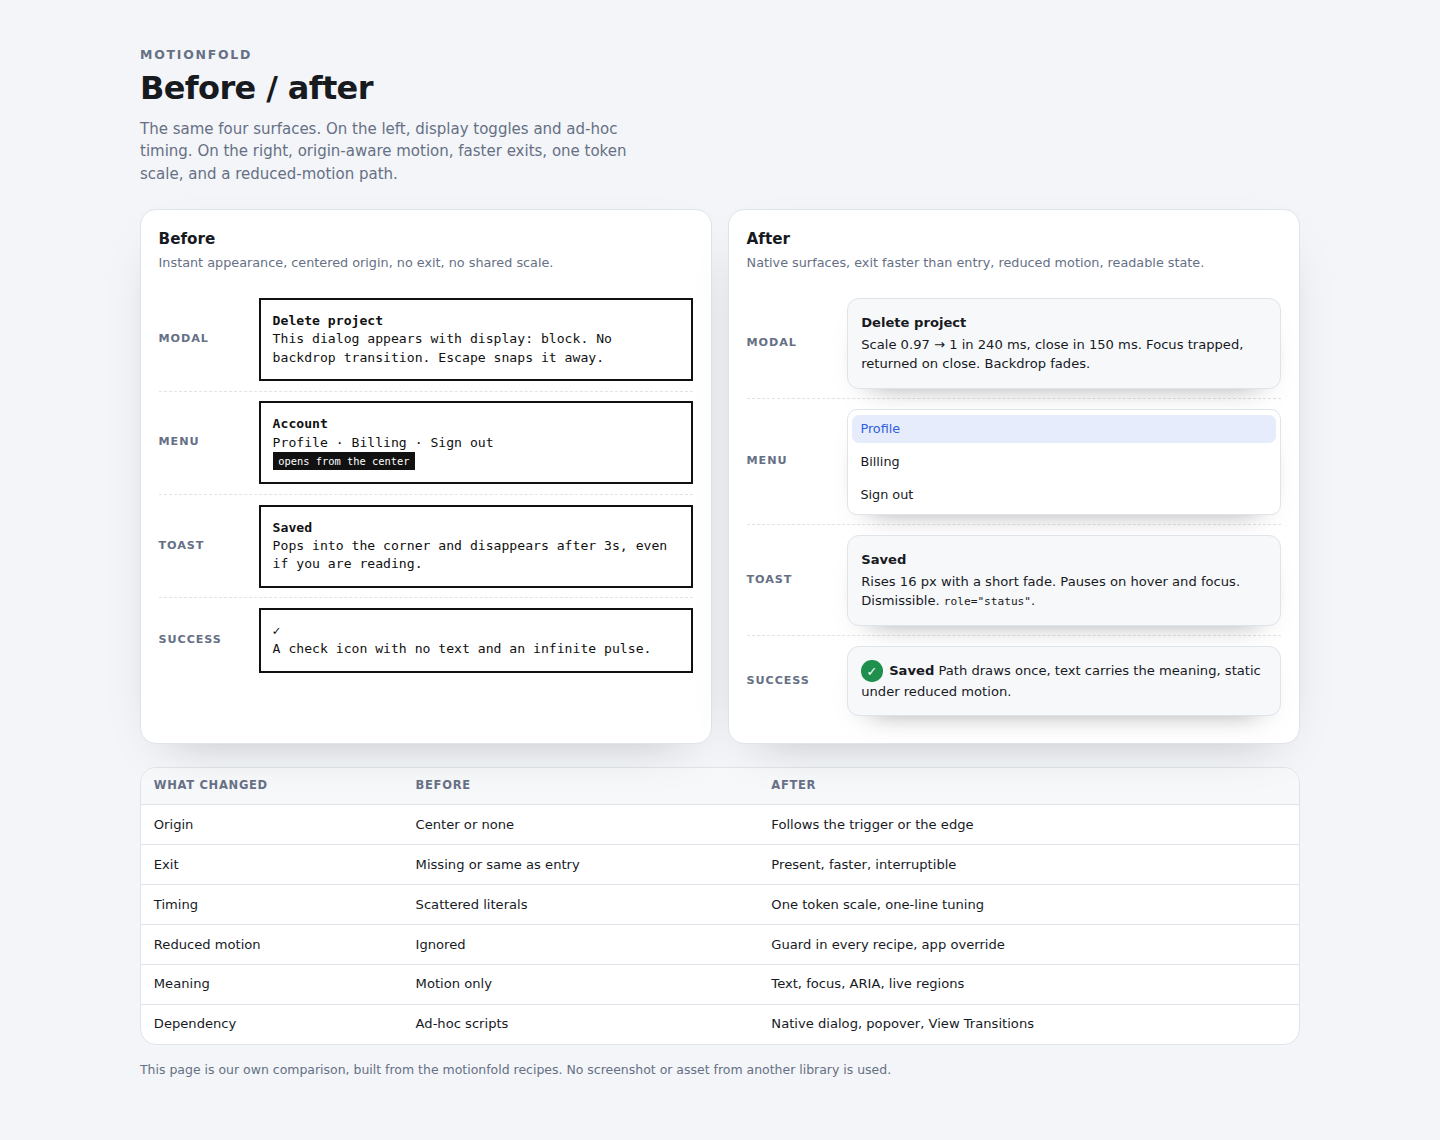 MOTIONFOLD
Before / after
The same four surfaces. On the left, display toggles and ad-hoc
timing. On the right, origin-aware motion, faster exits, one token
scale, and a reduced-motion path.
Before
Instant appearance, centered origin, no exit, no shared scale.
MODAL
Delete project
This dialog appears with display: block. No
backdrop transition. Escape snaps it away.
MENU
Account
Profile · Billing · Sign out
opens from the center
TOAST
Saved
Pops into the corner and disappears after 3s, even
if you are reading.
SUCCESS
✓
A check icon with no text and an infinite pulse.
After
Native surfaces, exit faster than entry, reduced motion, readable state.
MODAL
Delete project
Scale 0.97 → 1 in 240 ms, close in 150 ms. Focus trapped,
returned on close. Backdrop fades.
MENU
Profile
Billing
Sign out
TOAST
Saved
Rises 16 px with a short fade. Pauses on hover and focus.
Dismissible. role="status".
SUCCESS
✓ Saved Path draws once, text carries the meaning, static
under reduced motion.
WHAT CHANGED BEFORE AFTER
Origin Center or none Follows the trigger or the edge
Exit Missing or same as entry Present, faster, interruptible
Timing Scattered literals One token scale, one-line tuning
Reduced motion Ignored Guard in every recipe, app override
Meaning Motion only Text, focus, ARIA, live regions
Dependency Ad-hoc scripts Native dialog, popover, View Transitions
This page is our own comparison, built from the motionfold recipes. No screenshot or asset from another library is used.